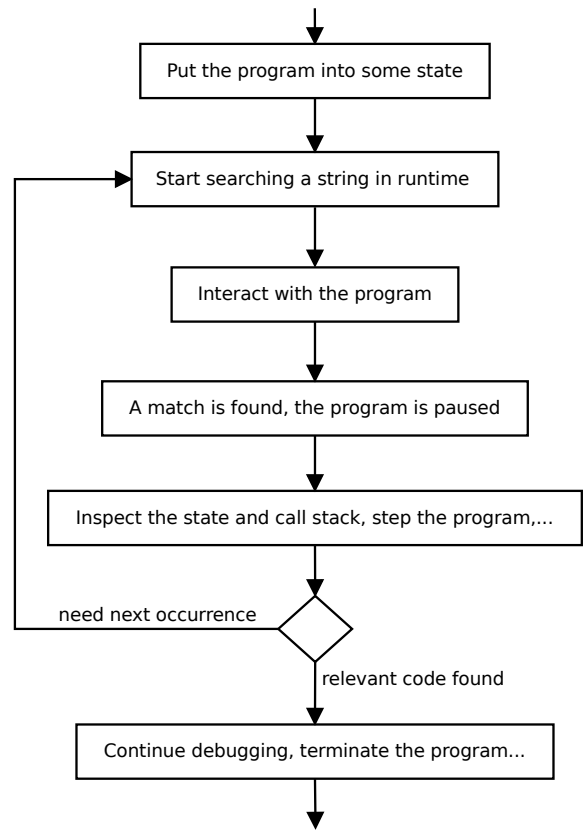 Put the program into some state
Start searching a string in runtime
Interact with the program
A match is found, the program is paused
Inspect the state and call stack, step the program,...
need next occurrence
relevant code found
Continue debugging, terminate the program...